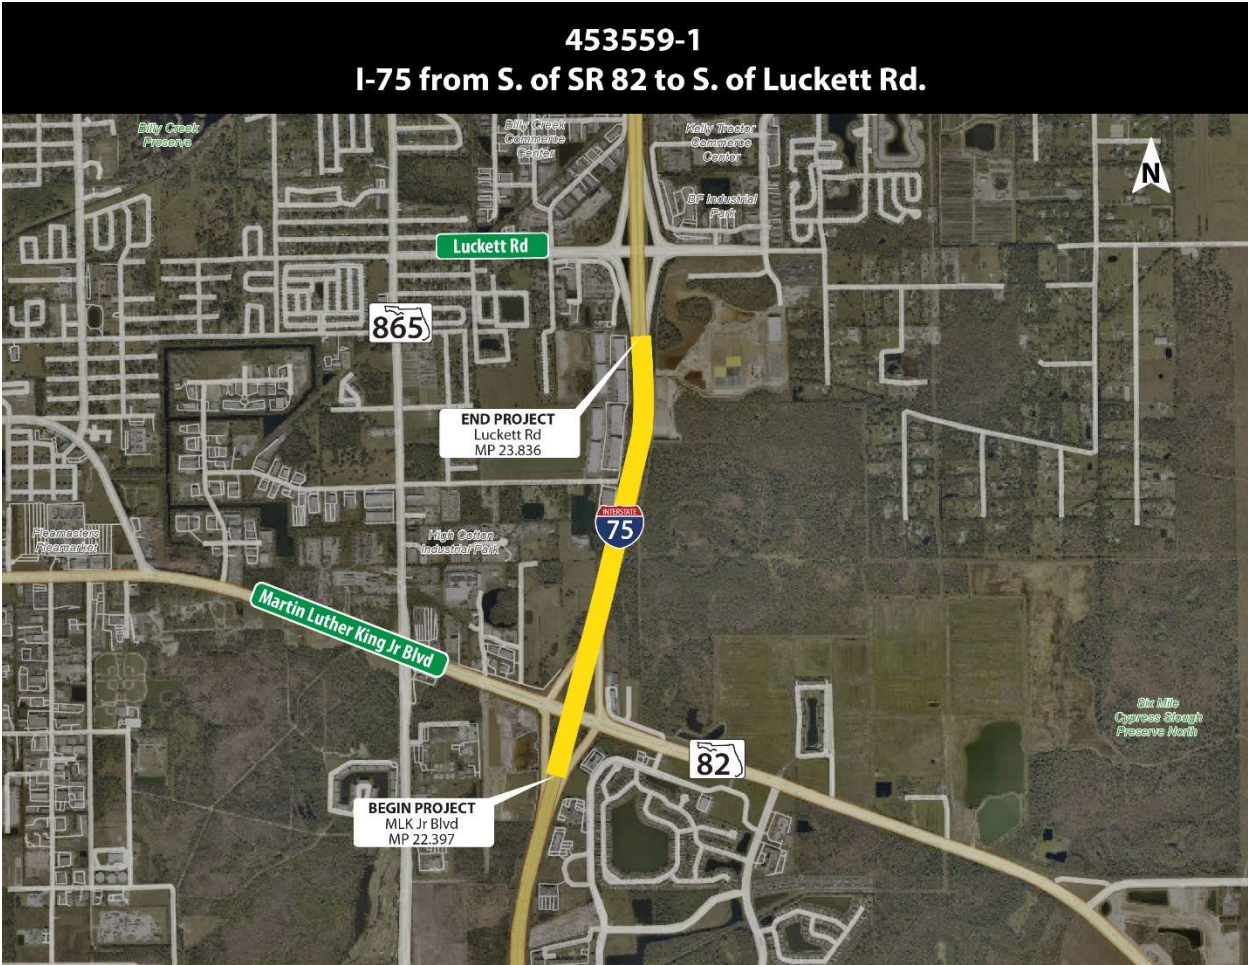 453559-1
I-75 from S. of SR 82 to S. of Luckett Rd.
Billy Creek
Preserve
Billy Creek
Commerce
Center
Kelly Tractor
Commerce
Center
N
BF Industrial
Park
Luckett Rd
865
END PROJECT
Luckett Rd
MP 23.836
INTERSTATE
75
Fleamasters
Fleamarket
High Cotton
Industrial Park
Martin Luther King Jr Blvd
Six Mile
Cypress Slough
Preserve North
82
BEGIN PROJECT
MLK Jr Blvd
MP 22.397